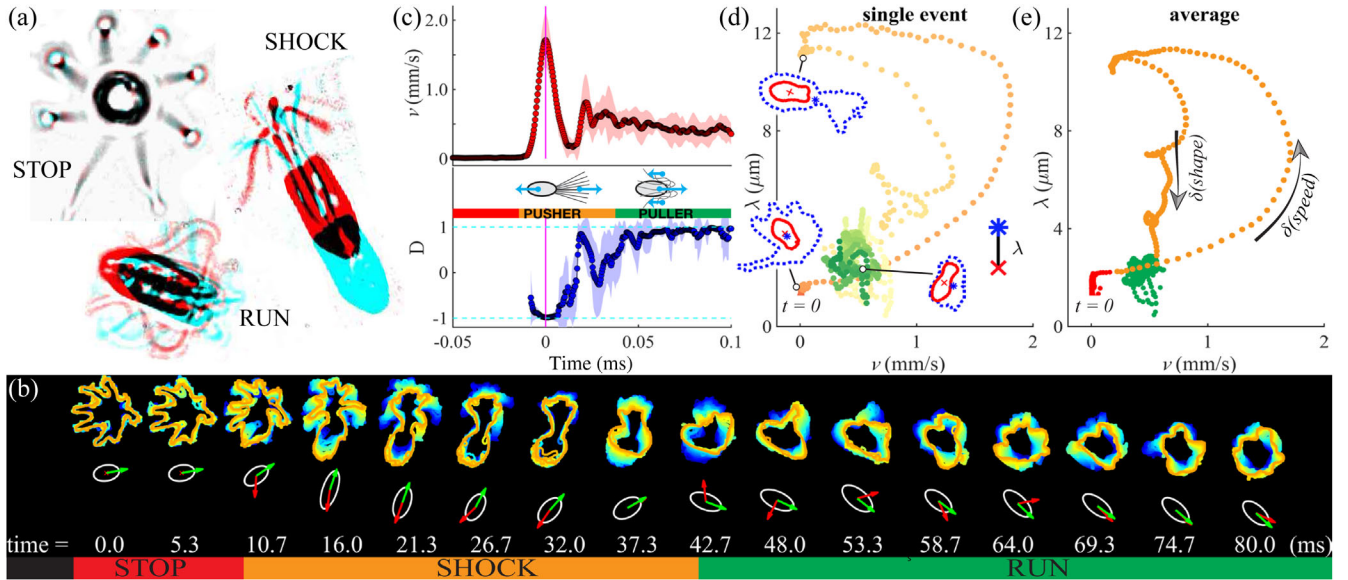 (a)
SHOCK
STOP
RUN
(c)
2.0
1.0
0
ν (mm/s)
PUSHER
PULLER
1
0
-1
D
-0.05
0
0.05
0.1
Time (ms)
(d)
single event
12
8
4
0
λ (μm)
λ
t = 0
0
1
2
ν (mm/s)
(e)
average
12
8
4
0
λ (μm)
δ(shape)
δ(speed)
t = 0
0
1
2
ν (mm/s)
(b)
time = 0.0 5.3 10.7 16.0 21.3 26.7 32.0 37.3 42.7 48.0 53.3 58.7 64.0 69.3 74.7 80.0 (ms)
STOP SHOCK RUN